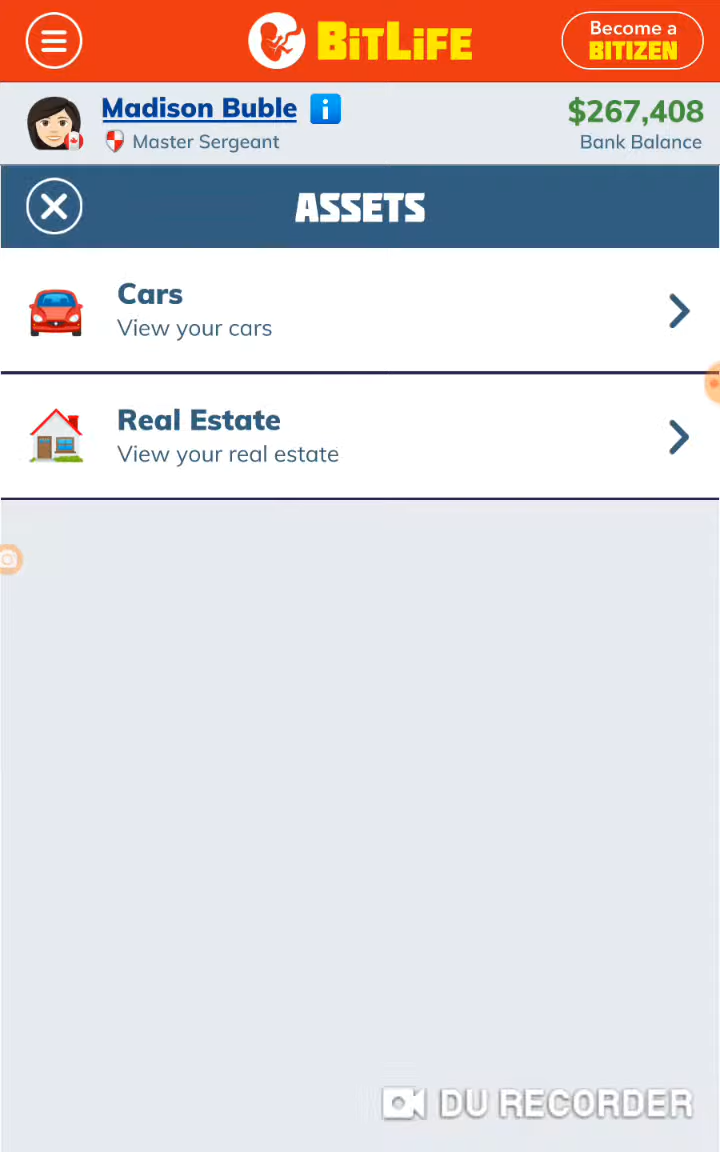 Become a
BITIZEN
BITLIFE
Madison Buble i
$267,408
Master Sergeant
Bank Balance
ASSETS
Cars
View your cars
Real Estate
View your real estate
DU RECORDER